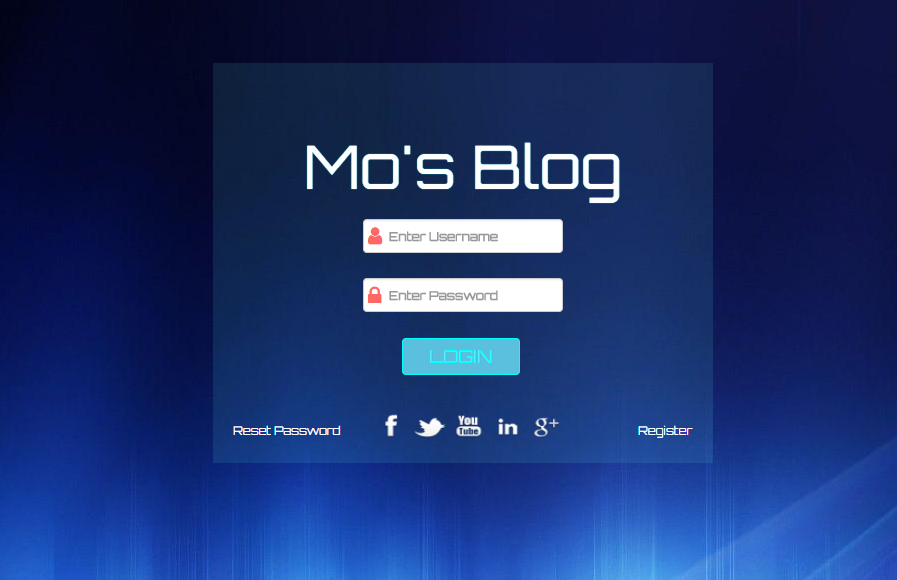 Mo's Blog
Enter Username
Enter Password
LOGIN
Reset Password
f
You
Tube
in
g+
Register